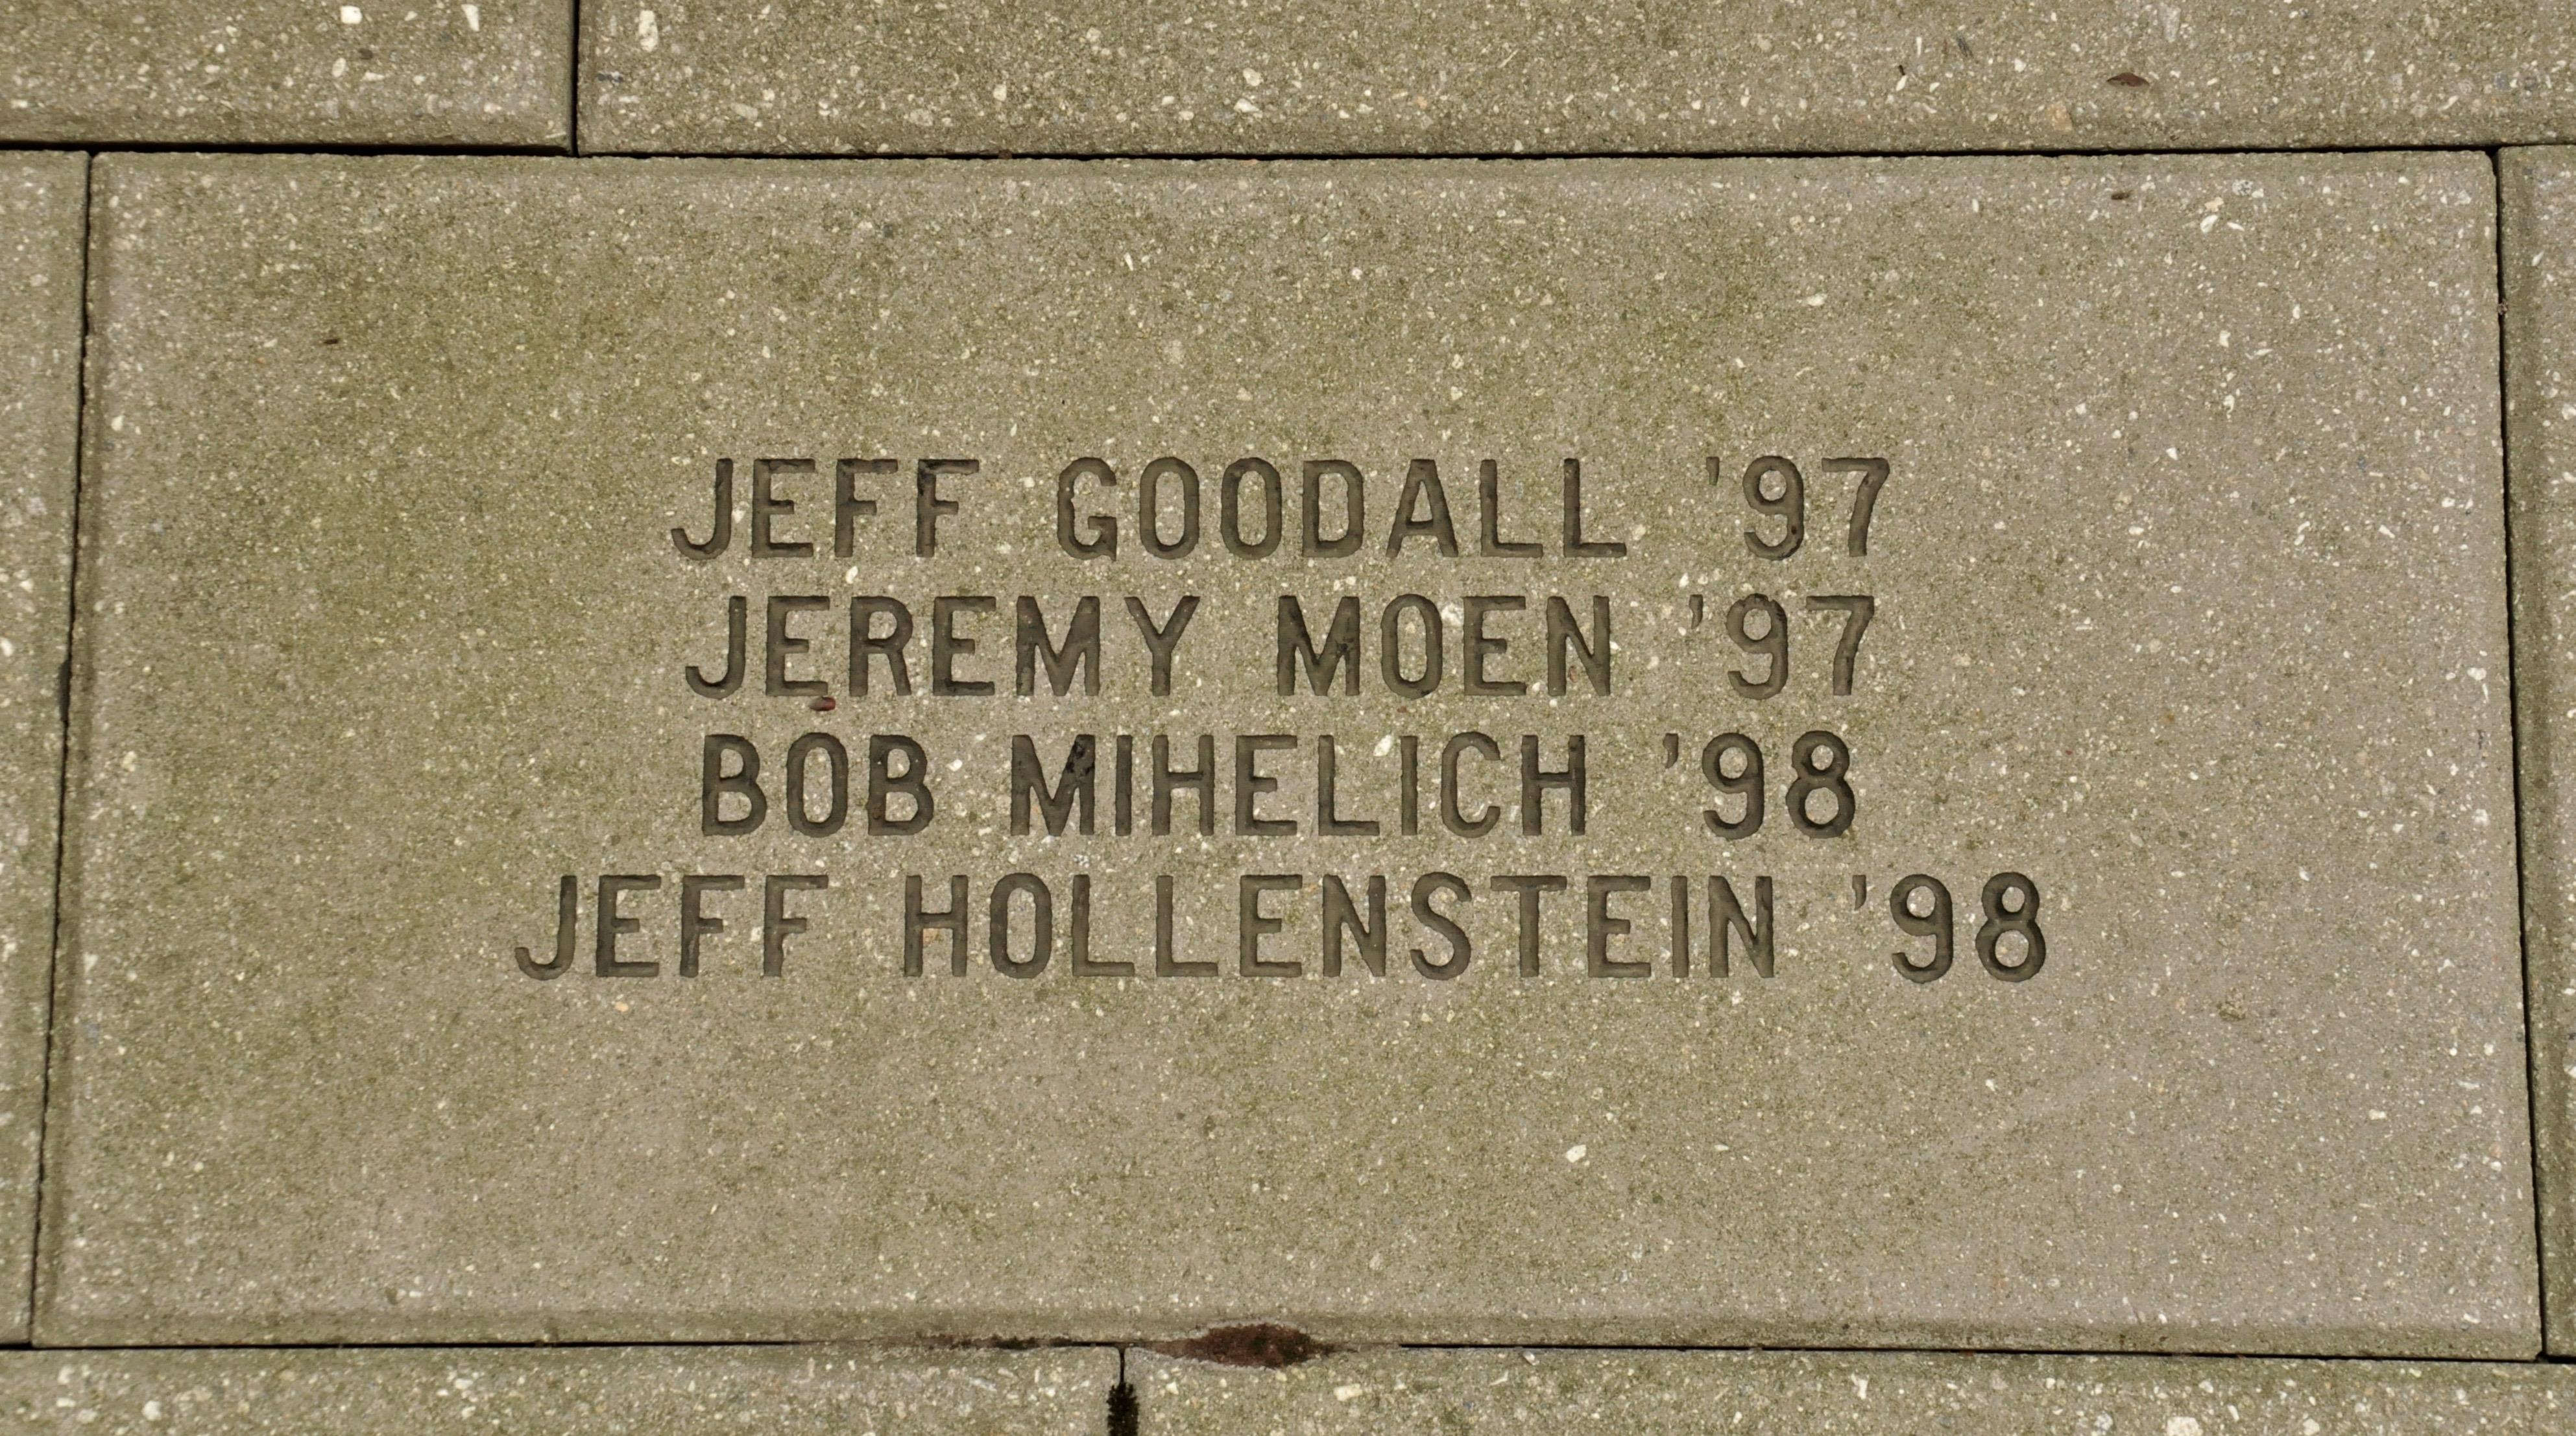 JEFF GOODALL '97
JEREMY MOEN '97
BOB MIHELICH '98
JEFF HOLLENSTEIN '98